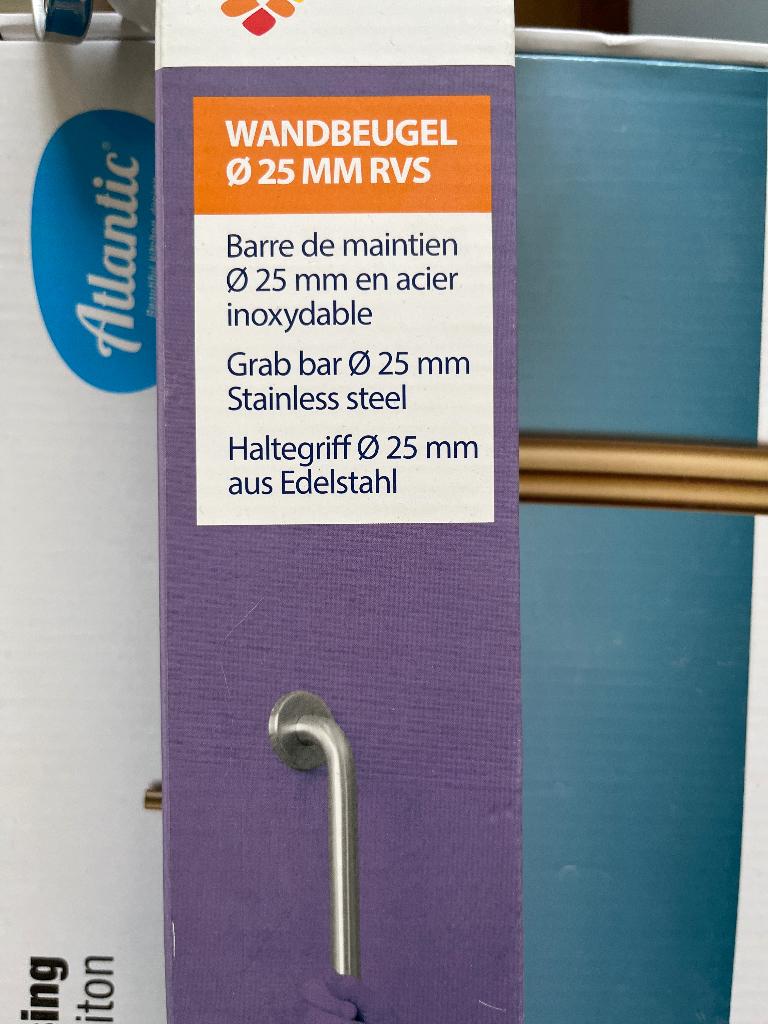 WANDBEUGEL
Ø 25 MM RVS
Barre de maintien
Ø 25 mm en acier
inoxydable
Grab bar Ø 25 mm
Stainless steel
Haltegriff Ø 25 mm
aus Edelstahl
Atlantic®
ing
iton